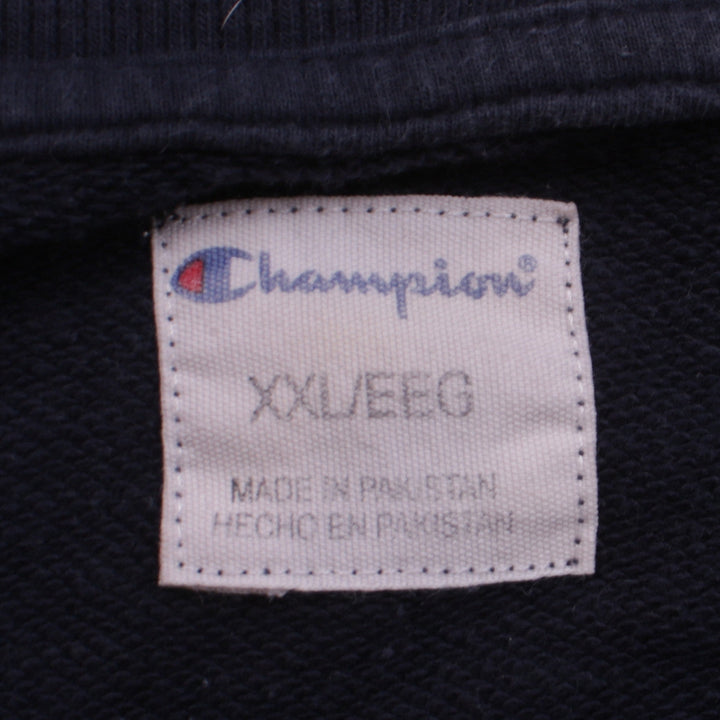 Champion®
XXL/EEG
MADE IN PAKISTAN
HECHO EN PAKISTAN